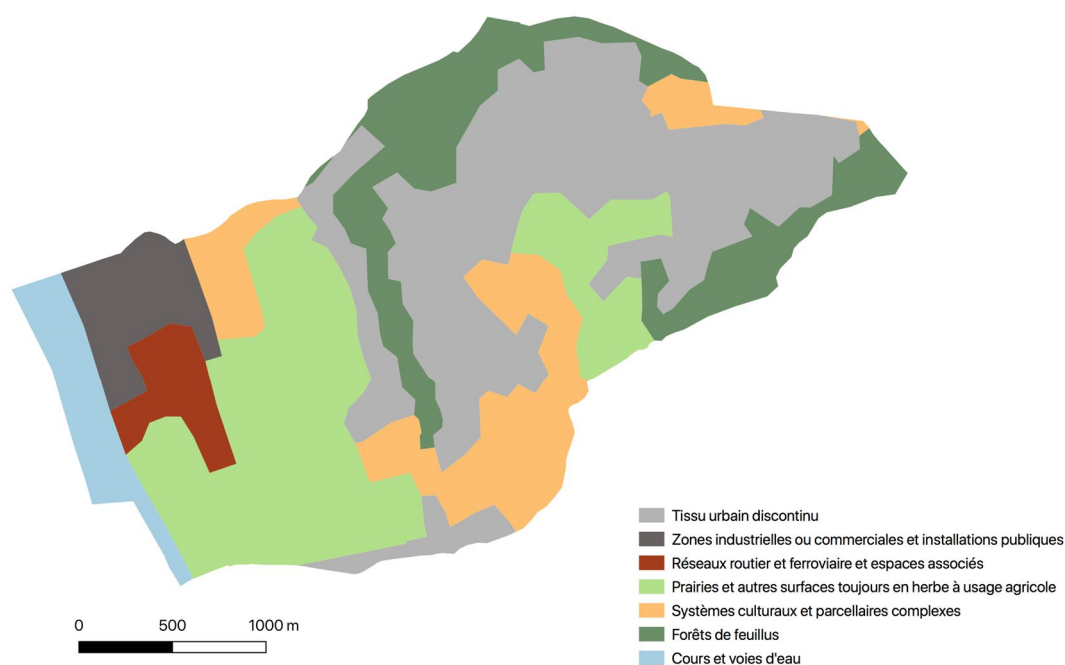 Tissu urbain discontinu
Zones industrielles ou commerciales et installations publiques
Réseaux routier et ferroviaire et espaces associés
Prairies et autres surfaces toujours en herbe à usage agricole
Systèmes culturaux et parcellaires complexes
Forêts de feuillus
Cours et voies d'eau
0 500 1000 m